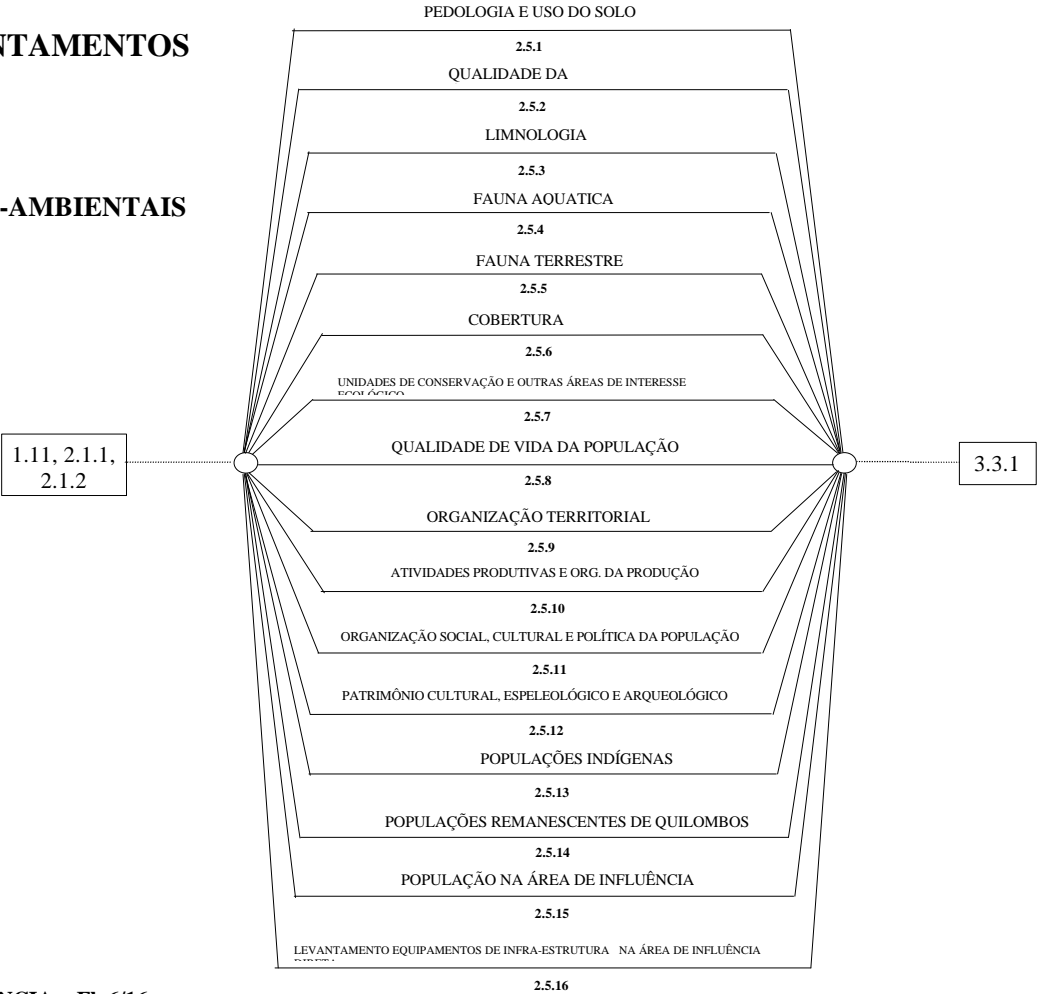 PEDOLOGIA E USO DO SOLO
NTAMENTOS
2.5.1
QUALIDADE DA
2.5.2
LIMNOLOGIA
2.5.3
FAUNA AQUATICA
-AMBIENTAIS
2.5.4
FAUNA TERRESTRE
2.5.5
COBERTURA
2.5.6
UNIDADES DE CONSERVAÇÃO E OUTRAS ÁREAS DE INTERESSE
ECOLÓGICO
2.5.7
QUALIDADE DE VIDA DA POPULAÇÃO
1.11, 2.1.1,
2.1.2
3.3.1
2.5.8
ORGANIZAÇÃO TERRITORIAL
2.5.9
ATIVIDADES PRODUTIVAS E ORG. DA PRODUÇÃO
2.5.10
ORGANIZAÇÃO SOCIAL, CULTURAL E POLÍTICA DA POPULAÇÃO
2.5.11
PATRIMÔNIO CULTURAL, ESPELEOLÓGICO E ARQUEOLÓGICO
2.5.12
POPULAÇÕES INDÍGENAS
2.5.13
POPULAÇÕES REMANESCENTES DE QUILOMBOS
2.5.14
POPULAÇÃO NA ÁREA DE INFLUÊNCIA
2.5.15
LEVANTAMENTO EQUIPAMENTOS DE INFRA-ESTRUTURA NA ÁREA DE INFLUÊNCIA
DIRETA
2.5.16